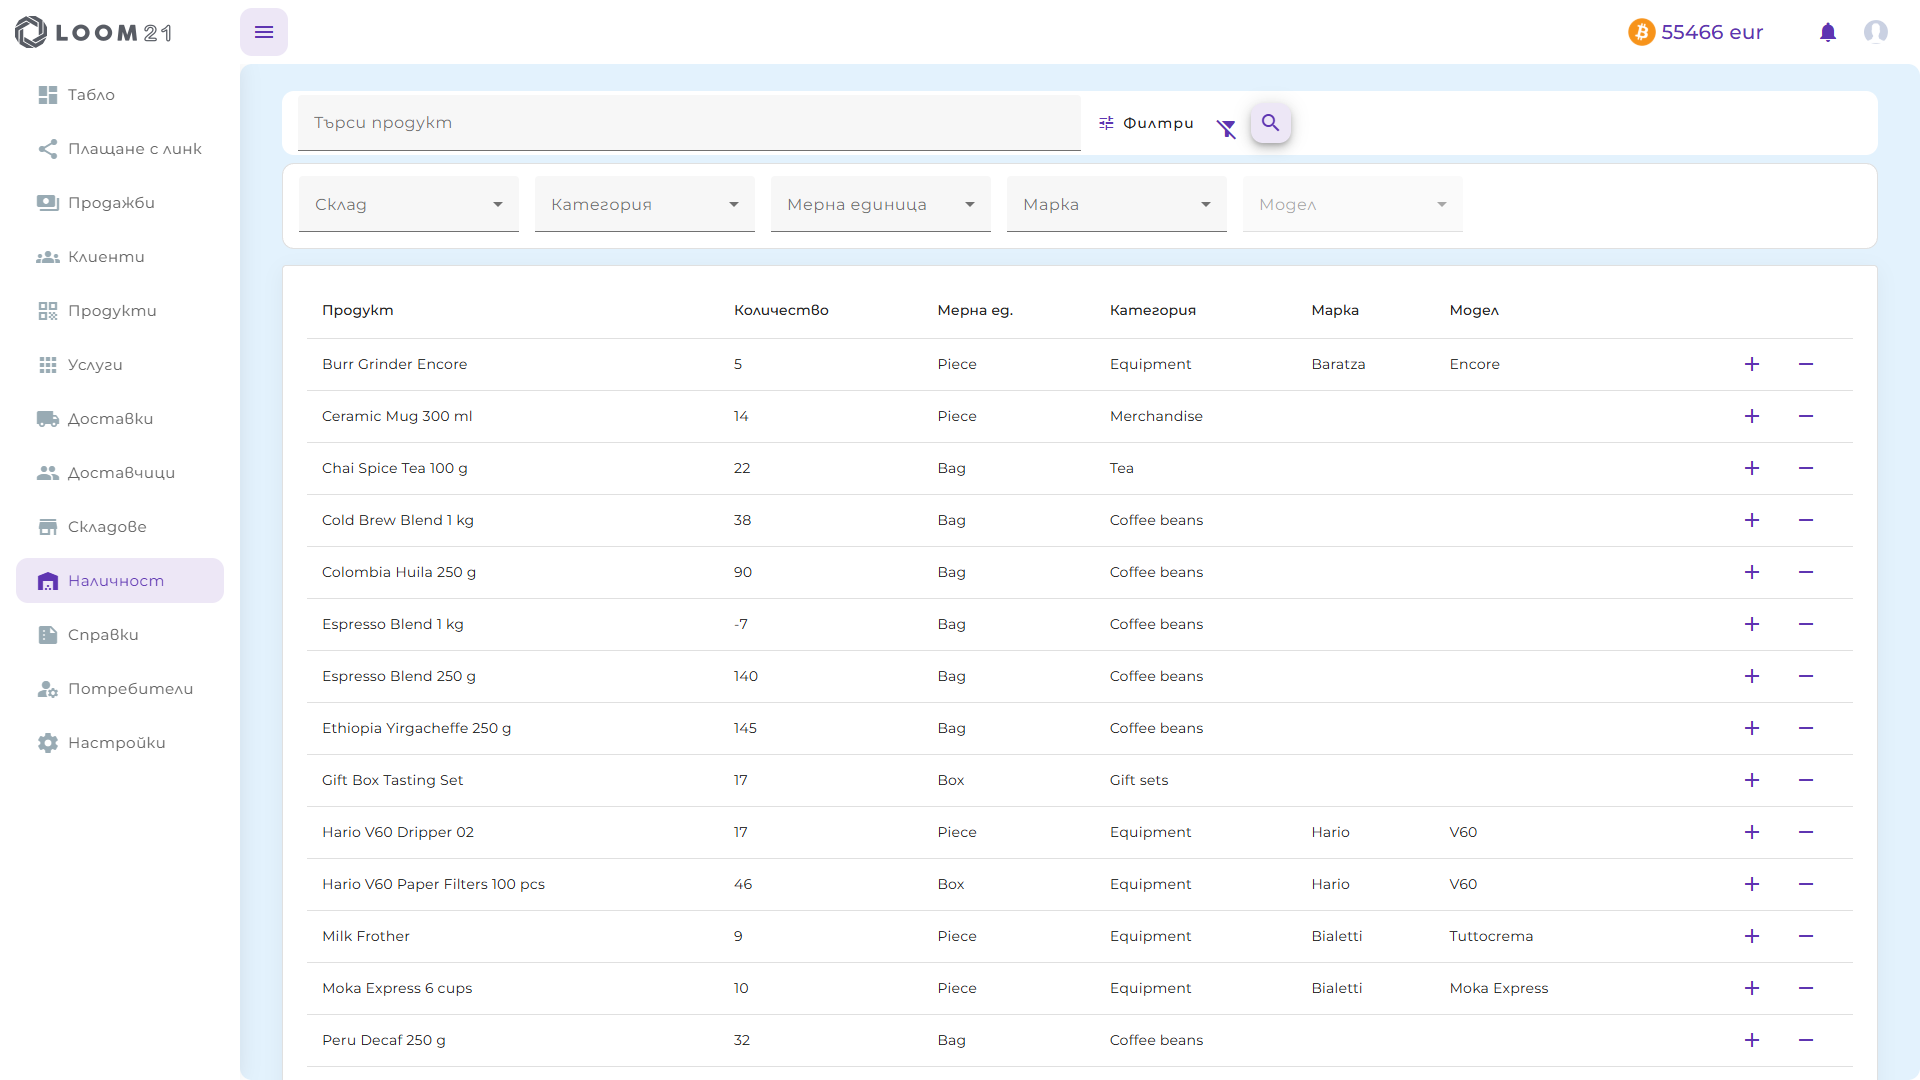 LOOM21
55466 eur
Табло
Плащане с линк
Продажби
Клиенти
Продукти
Услуги
Доставки
Доставчици
Складове
Наличност
Справки
Потребители
Настройки
Търси продукт
Филтри
Склад
Категория
Мерна единица
Марка
Модел
Продукт Количество Мерна ед. Категория Марка Модел
Burr Grinder Encore 5 Piece Equipment Baratza Encore
Ceramic Mug 300 ml 14 Piece Merchandise
Chai Spice Tea 100 g 22 Bag Tea
Cold Brew Blend 1 kg 38 Bag Coffee beans
Colombia Huila 250 g 90 Bag Coffee beans
Espresso Blend 1 kg -7 Bag Coffee beans
Espresso Blend 250 g 140 Bag Coffee beans
Ethiopia Yirgacheffe 250 g 145 Bag Coffee beans
Gift Box Tasting Set 17 Box Gift sets
Hario V60 Dripper 02 17 Piece Equipment Hario V60
Hario V60 Paper Filters 100 pcs 46 Box Equipment Hario V60
Milk Frother 9 Piece Equipment Bialetti Tuttocrema
Moka Express 6 cups 10 Piece Equipment Bialetti Moka Express
Peru Decaf 250 g 32 Bag Coffee beans